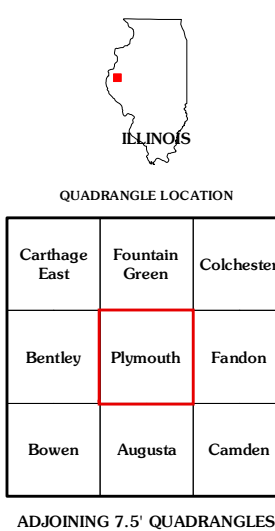 ILLINOIS
QUADRANGLE LOCATION
Carthage East
Fountain Green
Colchester
Bentley
Plymouth
Fandon
Bowen
Augusta
Camden
ADJOINING 7.5' QUADRANGLES